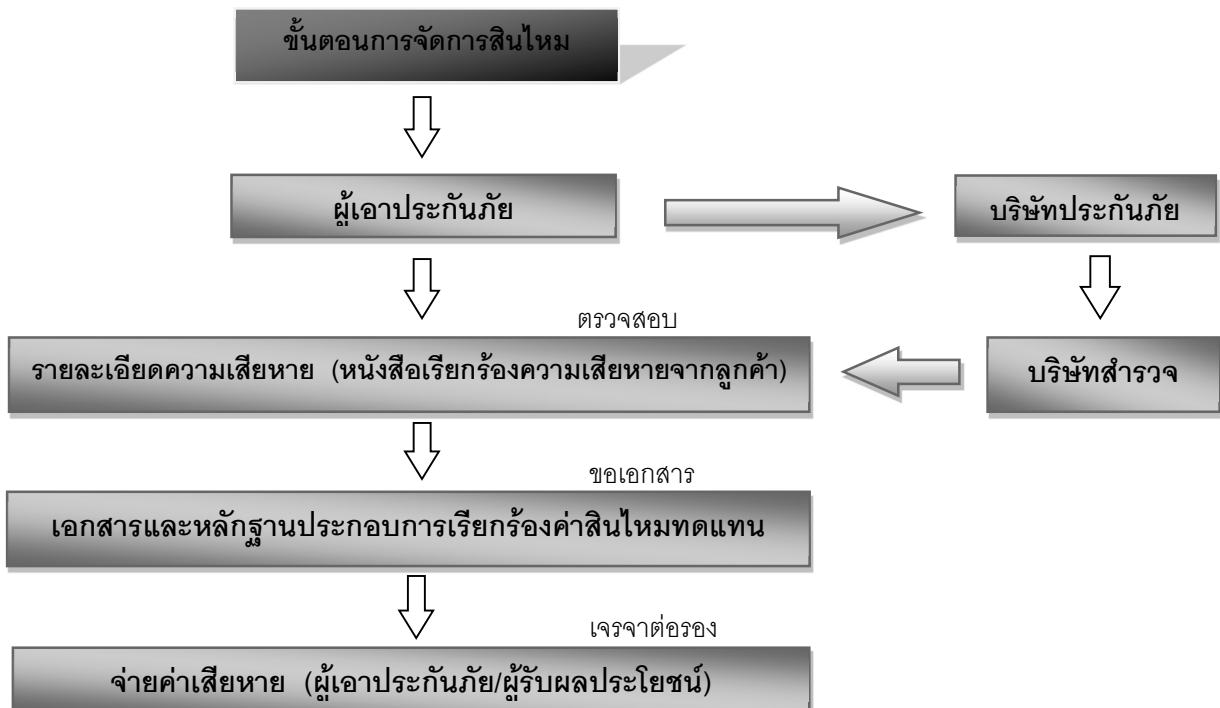 ขั้นตอนการจัดการสินไหม
ผู้เอาประกันภัย
บริษัทประกันภัย
ตรวจสอบ
รายละเอียดความเสียหาย (หนังสือเรียกร้องความเสียหายจากลูกค้า)
บริษัทสำรวจ
ขอเอกสาร
เอกสารและหลักฐานประกอบการเรียกร้องค่าสินไหมทดแทน
เจรจาต่อรอง
จ่ายค่าเสียหาย (ผู้เอาประกันภัย/ผู้รับผลประโยชน์)